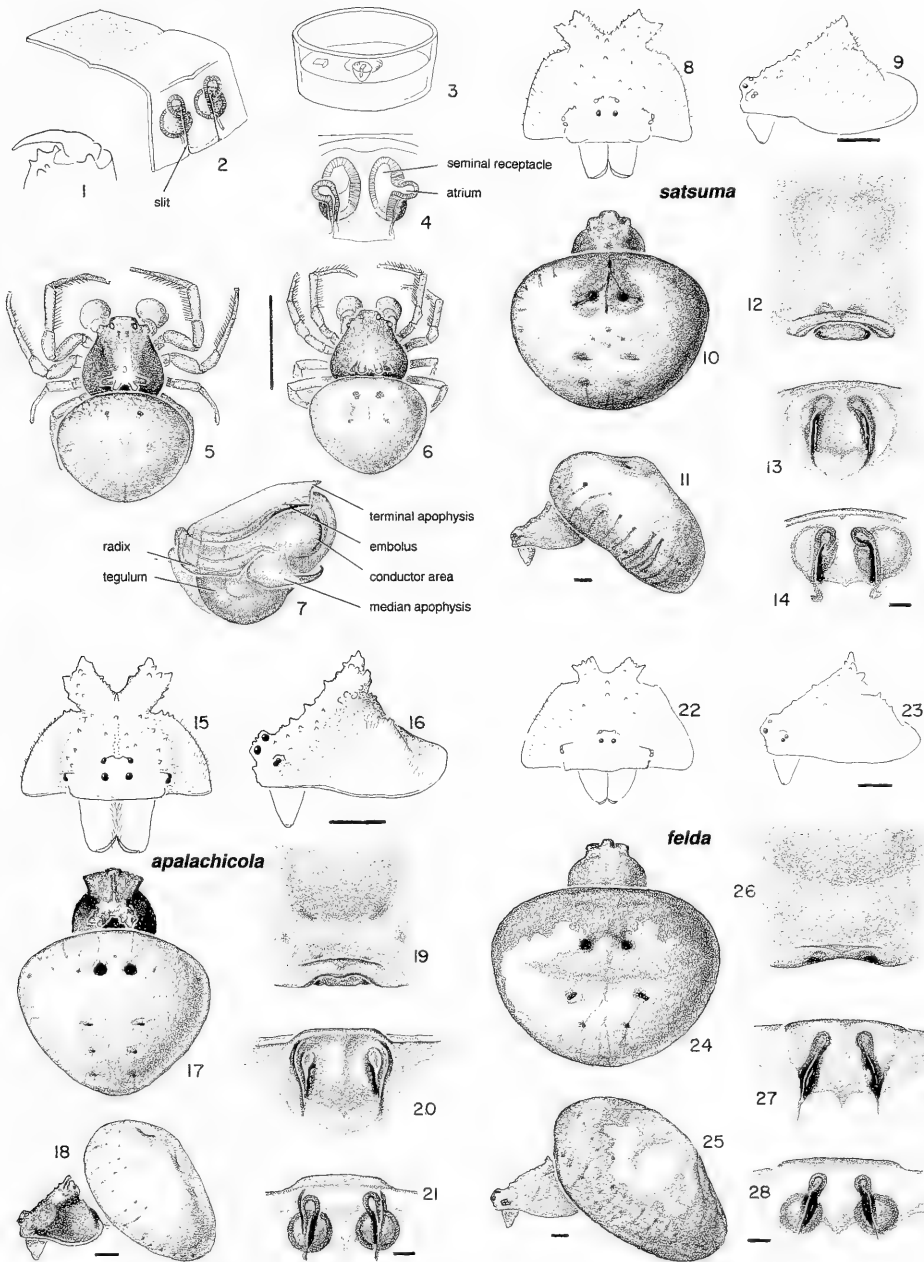 1
2
slit
3
4
seminal receptacle
atrium
5
6
7
terminal apophysis
embolus
conductor area
median apophysis
radix
tegulum
8
9
satsuma
10
11
12
13
14
15
16
apalachicola
17
18
19
20
21
22
23
felda
24
25
26
27
28